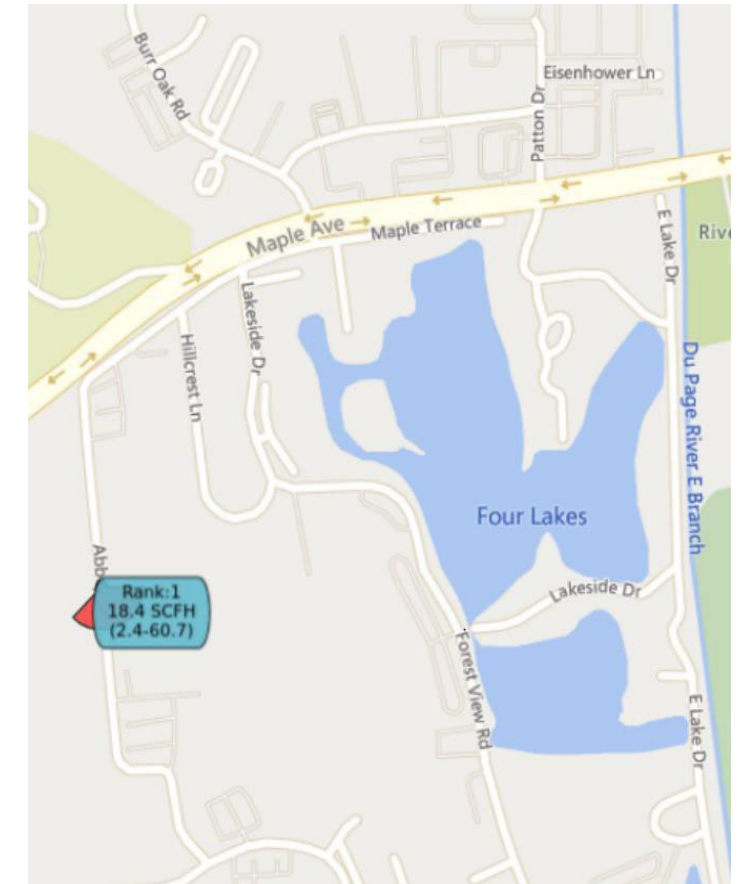 Burr Oak Rd
Eisenhower Ln
Patton Dr
Maple Ave
Maple Terrace
E Lake Dr
Rive
Lakeside Dr
Hillcrest Ln
Du Page River E Branch
Four Lakes
Abb
Rank:1
18.4 SCFH
(2.4-60.7)
Lakeside Dr
Forest View Rd
E Lake Dr